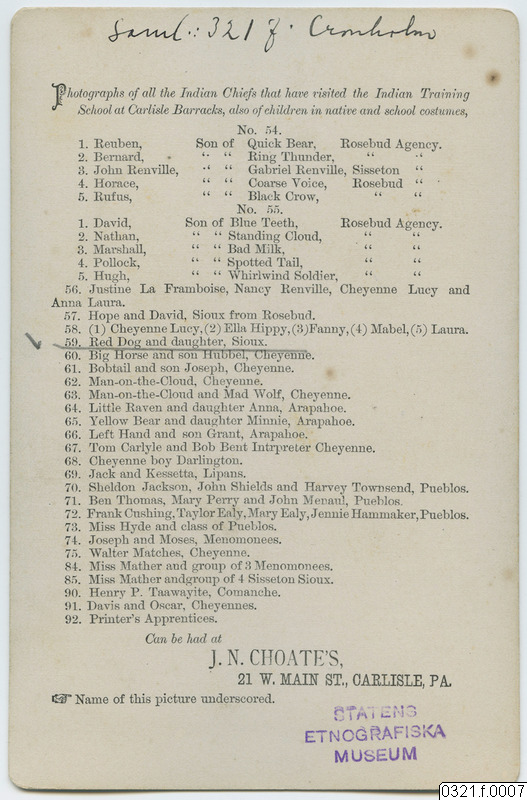 Saml.: 321 f. Cronholm
Photographs of all the Indian Chiefs that have visited the Indian Training
School at Carlisle Barracks, also of children in native and school costumes,
No. 54.
1. Reuben, Son of Quick Bear, Rosebud Agency.
2. Bernard, “ “ Ring Thunder, “ “
3. John Renville, “ “ Gabriel Renville, Sisseton “
4. Horace, “ “ Coarse Voice, Rosebud “
5. Rufus, “ “ Black Crow, “ “
No. 55.
1. David, Son of Blue Teeth, Rosebud Agency.
2. Nathan, “ “ Standing Cloud, “ “
3. Marshall, “ “ Bad Milk, “ “
4. Pollock, “ “ Spotted Tail, “ “
5. Hugh, “ “ Whirlwind Soldier, “ “
56. Justine La Framboise, Nancy Renville, Cheyenne Lucy and
Anna Laura.
57. Hope and David, Sioux from Rosebud.
58. (1) Cheyenne Lucy,(2) Ella Hippy,(3)Fanny,(4) Mabel,(5) Laura.
59. Red Dog and daughter, Sioux.
60. Big Horse and son Hubbel, Cheyenne.
61. Bobtail and son Joseph, Cheyenne.
62. Man-on-the-Cloud, Cheyenne.
63. Man-on-the-Cloud and Mad Wolf, Cheyenne.
64. Little Raven and daughter Anna, Arapahoe.
65. Yellow Bear and daughter Minnie, Arapahoe.
66. Left Hand and son Grant, Arapahoe.
67. Tom Carlyle and Bob Bent Intrpreter Cheyenne.
68. Cheyenne boy Darlington.
69. Jack and Kessetta, Lipans.
70. Sheldon Jackson, John Shields and Harvey Townsend, Pueblos.
71. Ben Thomas, Mary Perry and John Menaul, Pueblos.
72. Frank Cushing,Taylor Ealy,Mary Ealy,Jennie Hammaker,Pueblos.
73. Miss Hyde and class of Pueblos.
74. Joseph and Moses, Menomonees.
75. Walter Matches, Cheyenne.
84. Miss Mather and group of 3 Menomonees.
85. Miss Mather andgroup of 4 Sisseton Sioux.
90. Henry P. Taawayite, Comanche.
91. Davis and Oscar, Cheyennes.
92. Printer's Apprentices.
Can be had at
J. N. CHOATE'S,
21 W. MAIN ST., CARLISLE, PA.
☞ Name of this picture underscored.
STATENS
ETNOGRAFISKA
MUSEUM
0321.f.0007